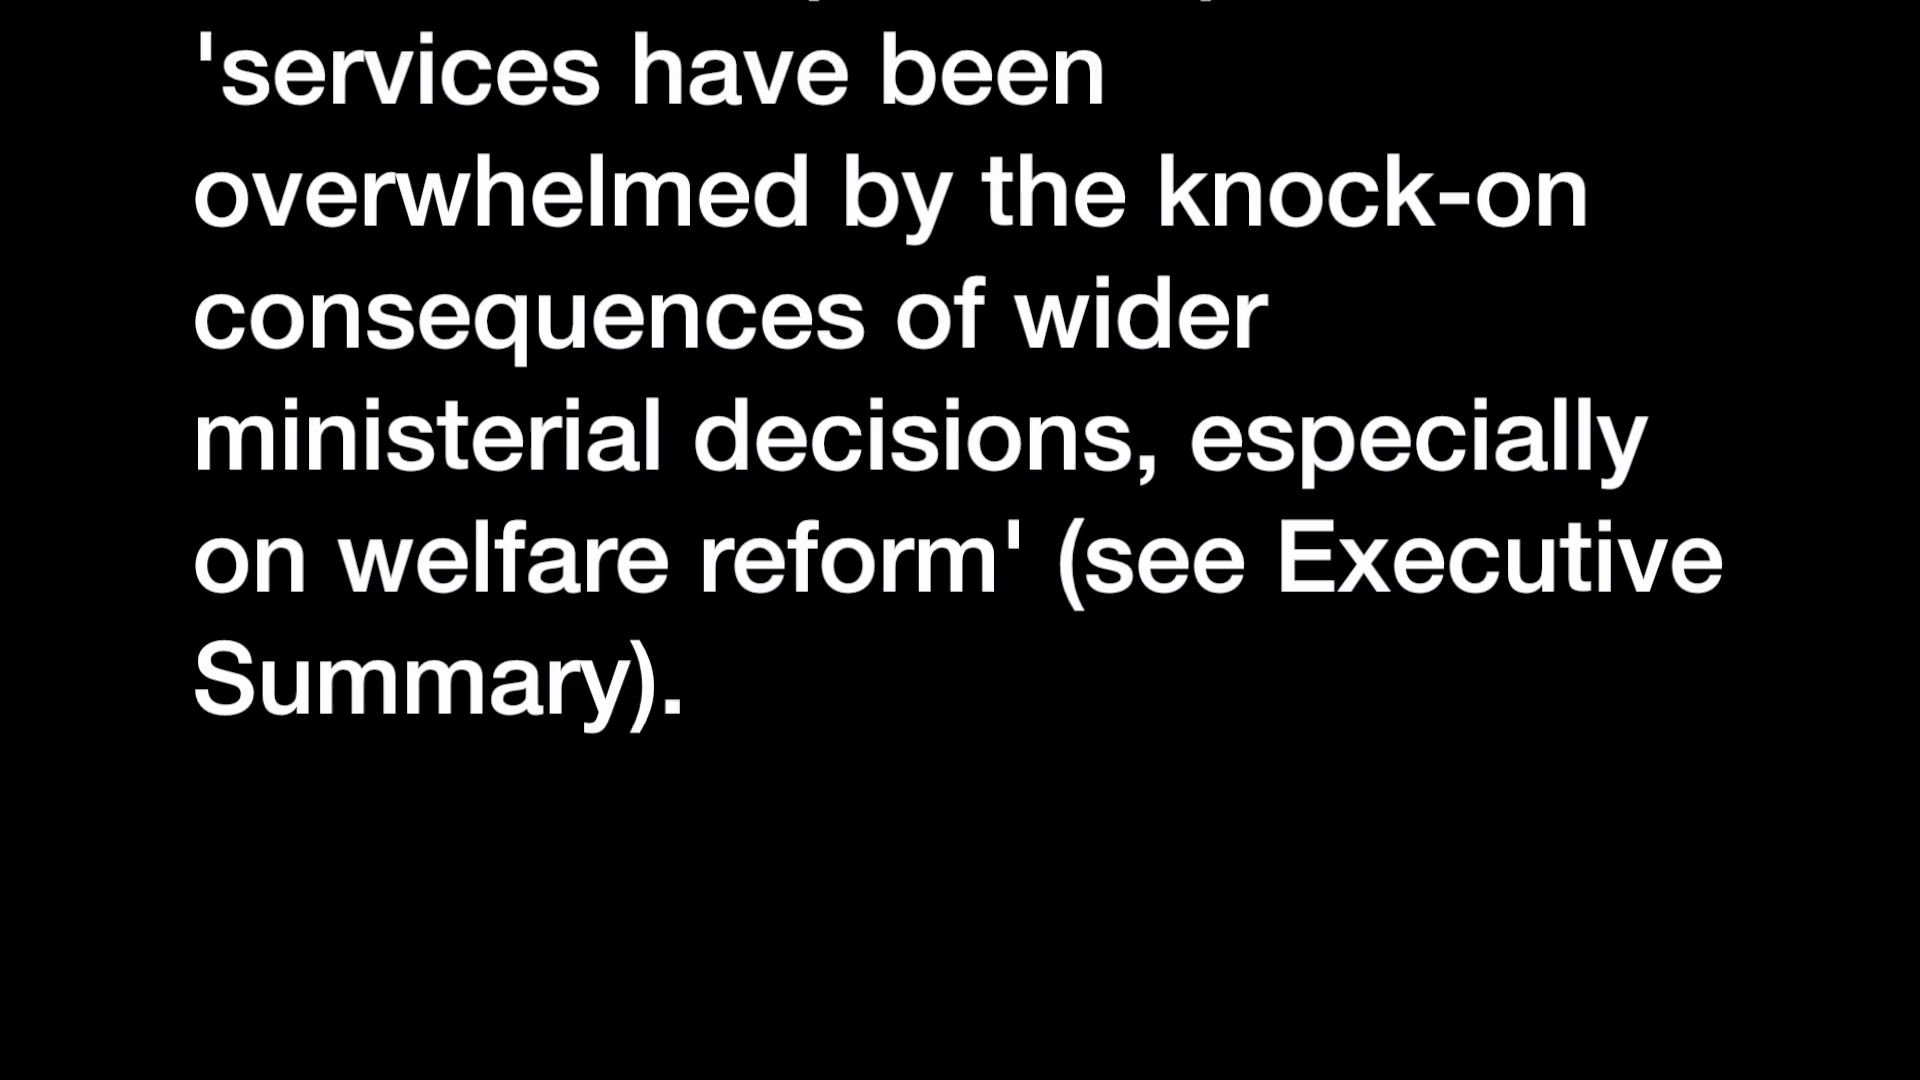 'services have been
overwhelmed by the knock-on
consequences of wider
ministerial decisions, especially
on welfare reform' (see Executive
Summary).